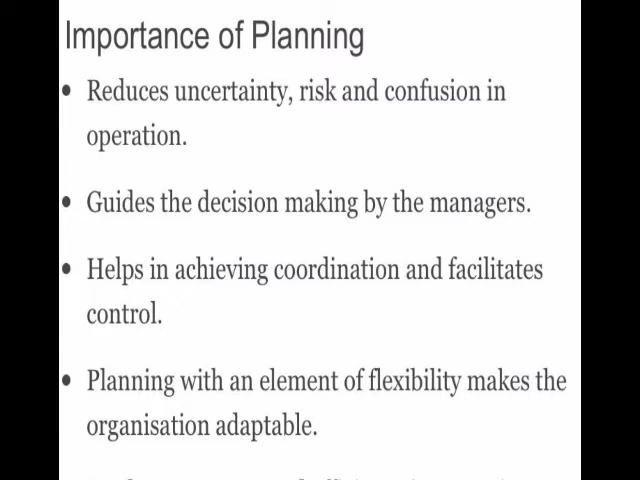 Importance of Planning
• Reduces uncertainty, risk and confusion in
operation.
• Guides the decision making by the managers.
• Helps in achieving coordination and facilitates
control.
• Planning with an element of flexibility makes the
organisation adaptable.